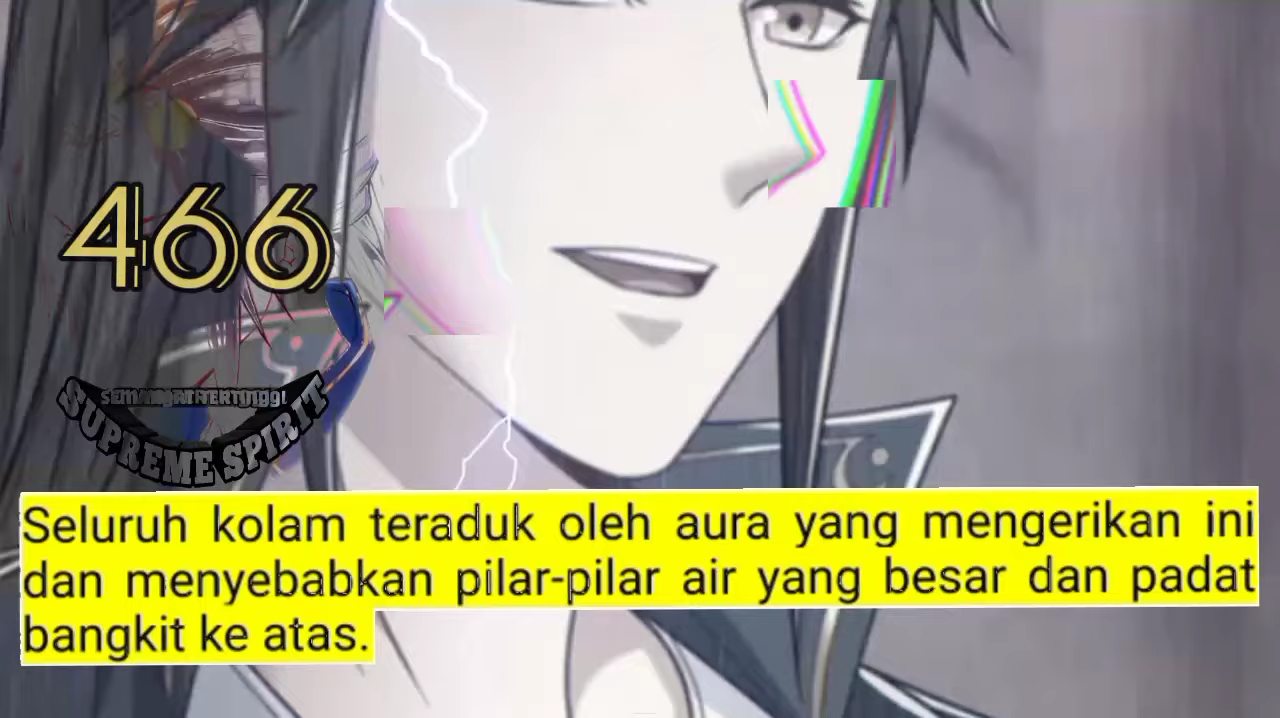 466
SUPREME SPIRIT
Seluruh kolam teraduk oleh aura yang mengerikan ini
dan menyebabkan pilar-pilar air yang besar dan padat
bangkit ke atas.